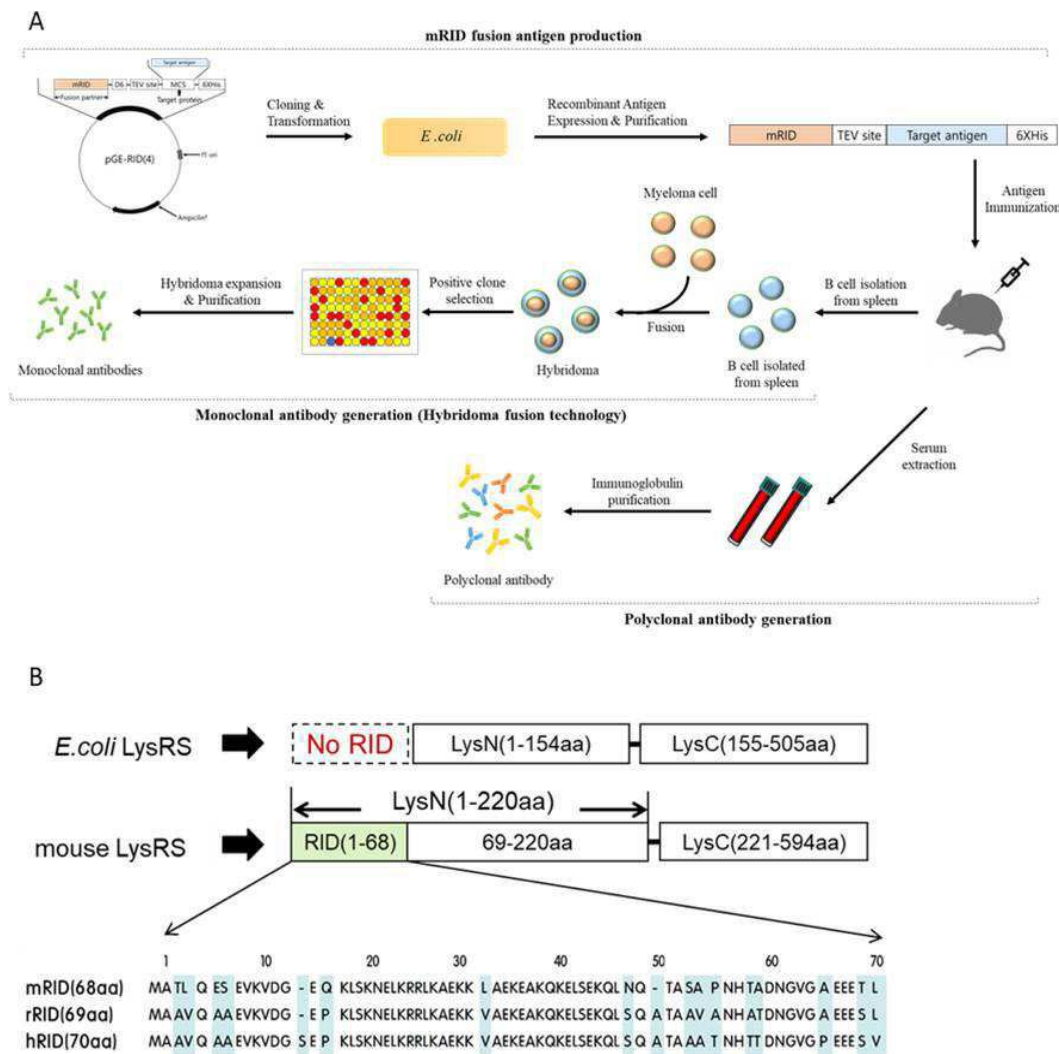 A
mRID fusion antigen production
Target antigen
mRID
D6
TEV site
MCS
6XHis
Fusion partner
Target protein
pGE-RID(4)
F1 ori
Ampicilinᴿ
Cloning &
Transformation
E .coli
Recombinant Antigen
Expression & Purification
mRID
TEV site
Target antigen
6XHis
Antigen
Immunization
Myeloma cell
B cell isolation
from spleen
Fusion
Positive clone
selection
Hybridoma expansion
& Purification
Monoclonal antibodies
Hybridoma
B cell isolated
from spleen
Monoclonal antibody generation (Hybridoma fusion technology)
Serum
extraction
Immunoglobulin
purification
Polyclonal antibody
Polyclonal antibody generation
B
E.coli LysRS
No RID
LysN(1-154aa)
LysC(155-505aa)
LysN(1-220aa)
mouse LysRS
RID(1-68)
69-220aa
LysC(221-594aa)
1 10 20 30 40 50 60 70
mRID(68aa) MATLQESEVKVDG-EQKLSKNELKRRLKAEKKLAEKEAKQKELSEKQLNQ-TASAPNHTADNGVGAEEETL
rRID(69aa) MAAVQAAEVKVDG-EPKLSKNELKRRLKAEKKVAEKEAKQKELSEKQLSQATAAVANHATDNGVGAEEESL
hRID(70aa) MAAVQAAEVKVDGSEPKLSKNELKRRLKAEKKVAEKEAKQKELSEKQLSQATAAATNHTTDNGVGPEEESV